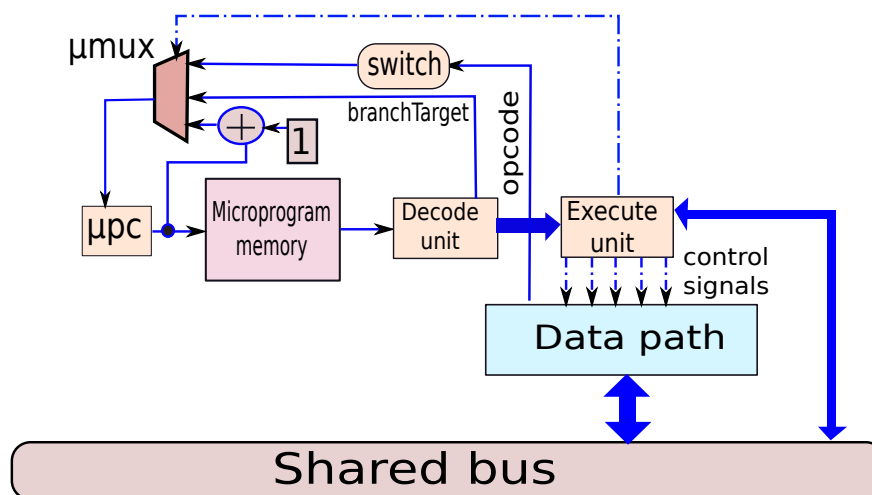 μmux
switch
branchTarget
opcode
+
1
μpc
Microprogram
memory
Decode
unit
Execute
unit
control
signals
Data path
Shared bus